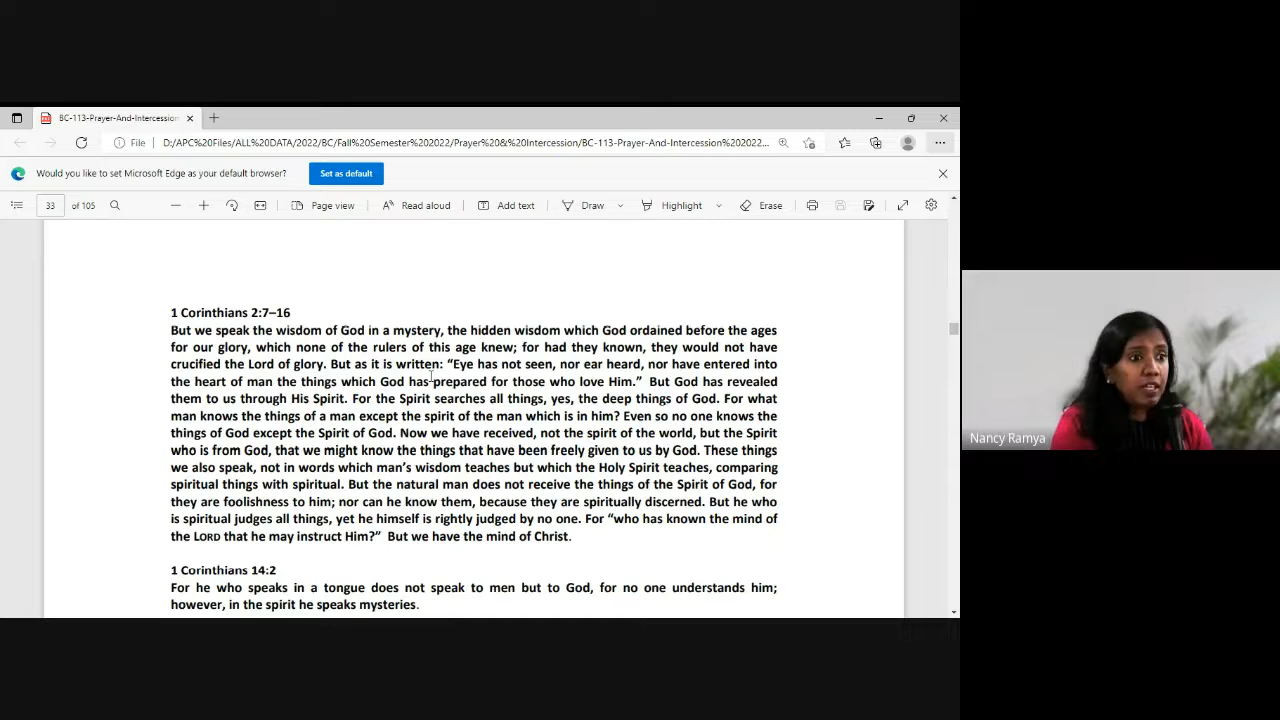 BC-113-Prayer-And-Intercession
File D:/APC%20Files/ALL%20DATA/2022/BC/Fall%20Semester%202022/Prayer%20&%20Intercession/BC-113-Prayer-And-Intercession%202022...
Would you like to set Microsoft Edge as your default browser? Set as default
33 of 105 Page view Read aloud Add text Draw Highlight Erase
1 Corinthians 2:7–16
But we speak the wisdom of God in a mystery, the hidden wisdom which God ordained before the ages
for our glory, which none of the rulers of this age knew; for had they known, they would not have
crucified the Lord of glory. But as it is written: “Eye has not seen, nor ear heard, nor have entered into
the heart of man the things which God has prepared for those who love Him.” But God has revealed
them to us through His Spirit. For the Spirit searches all things, yes, the deep things of God. For what
man knows the things of a man except the spirit of the man which is in him? Even so no one knows the
things of God except the Spirit of God. Now we have received, not the spirit of the world, but the Spirit
who is from God, that we might know the things that have been freely given to us by God. These things
we also speak, not in words which man’s wisdom teaches but which the Holy Spirit teaches, comparing
spiritual things with spiritual. But the natural man does not receive the things of the Spirit of God, for
they are foolishness to him; nor can he know them, because they are spiritually discerned. But he who
is spiritual judges all things, yet he himself is rightly judged by no one. For “who has known the mind of
the LORD that he may instruct Him?” But we have the mind of Christ.
1 Corinthians 14:2
For he who speaks in a tongue does not speak to men but to God, for no one understands him;
however, in the spirit he speaks mysteries.
Nancy Ramya